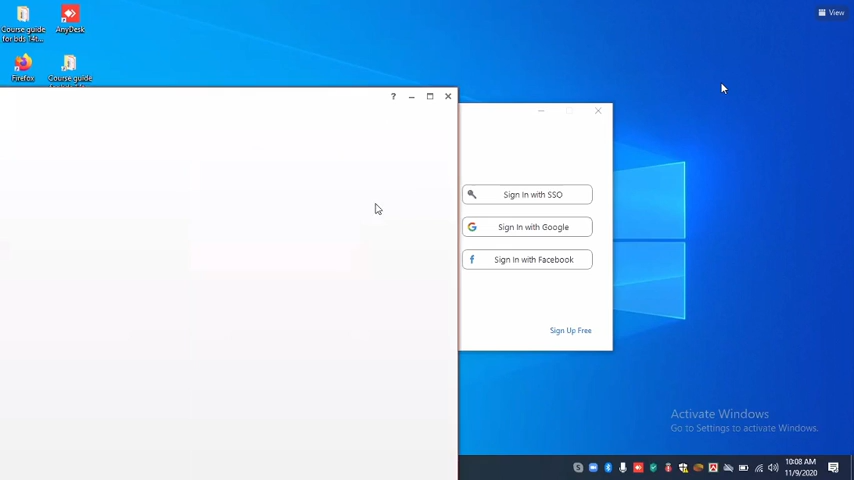 View
Course guide
for bds 14t...
AnyDesk
Firefox
Course guide
?
Sign In with SSO
Sign In with Google
Sign In with Facebook
Sign Up Free
Activate Windows
Go to Settings to activate Windows.
10:08 AM
11/9/2020